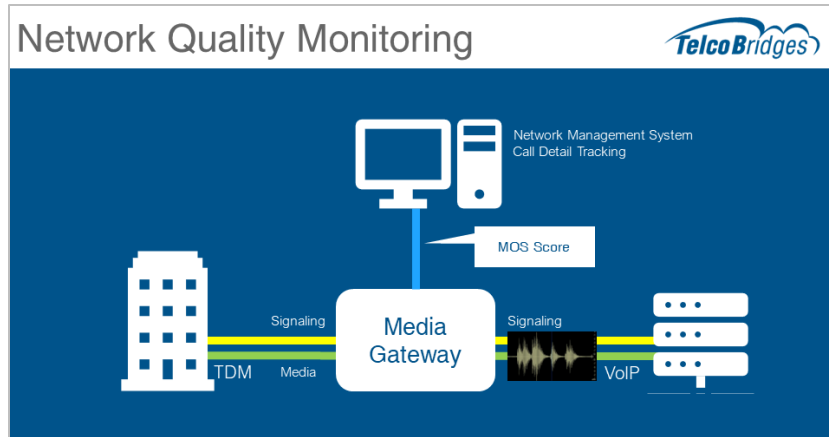 Network Quality Monitoring
TelcoBridges
Network Management System
Call Detail Tracking
MOS Score
Signaling
Media
Gateway
Signaling
TDM
Media
VoIP